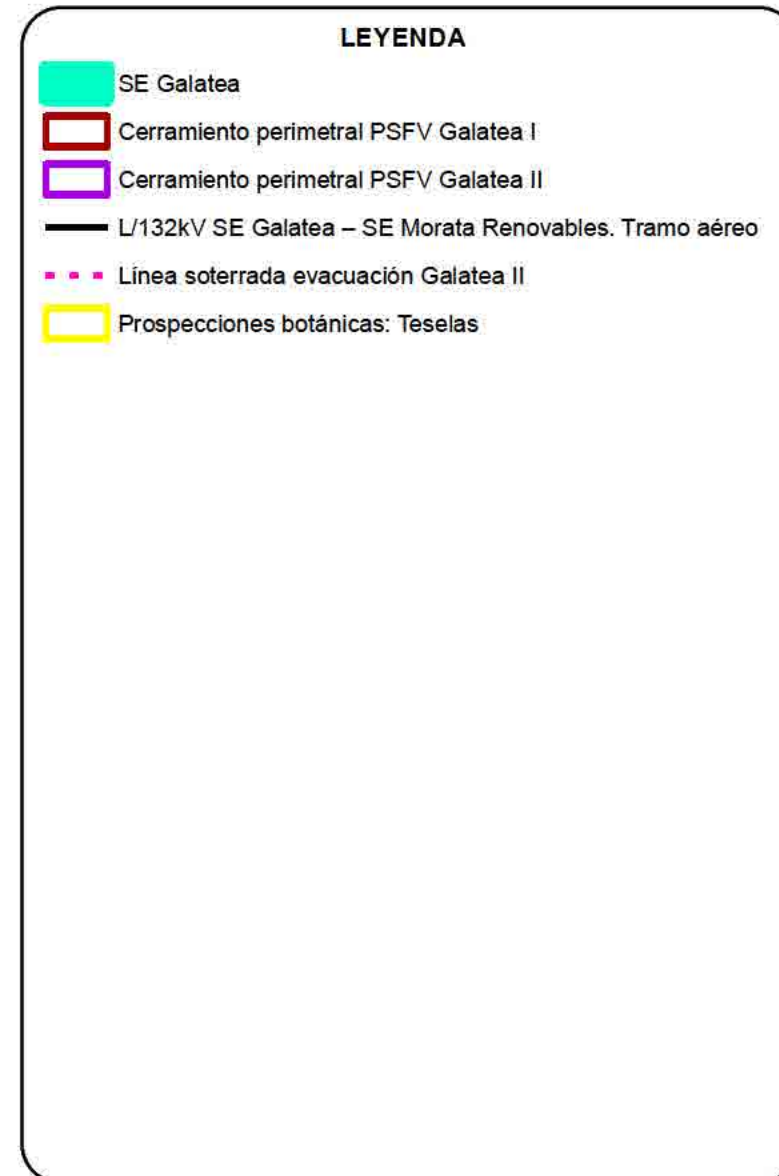 LEYENDA
SE Galatea
Cerramiento perimetral PSFV Galatea I
Cerramiento perimetral PSFV Galatea II
L/132kV SE Galatea – SE Morata Renovables. Tramo aéreo
Línea soterrada evacuación Galatea II
Prospecciones botánicas: Teselas